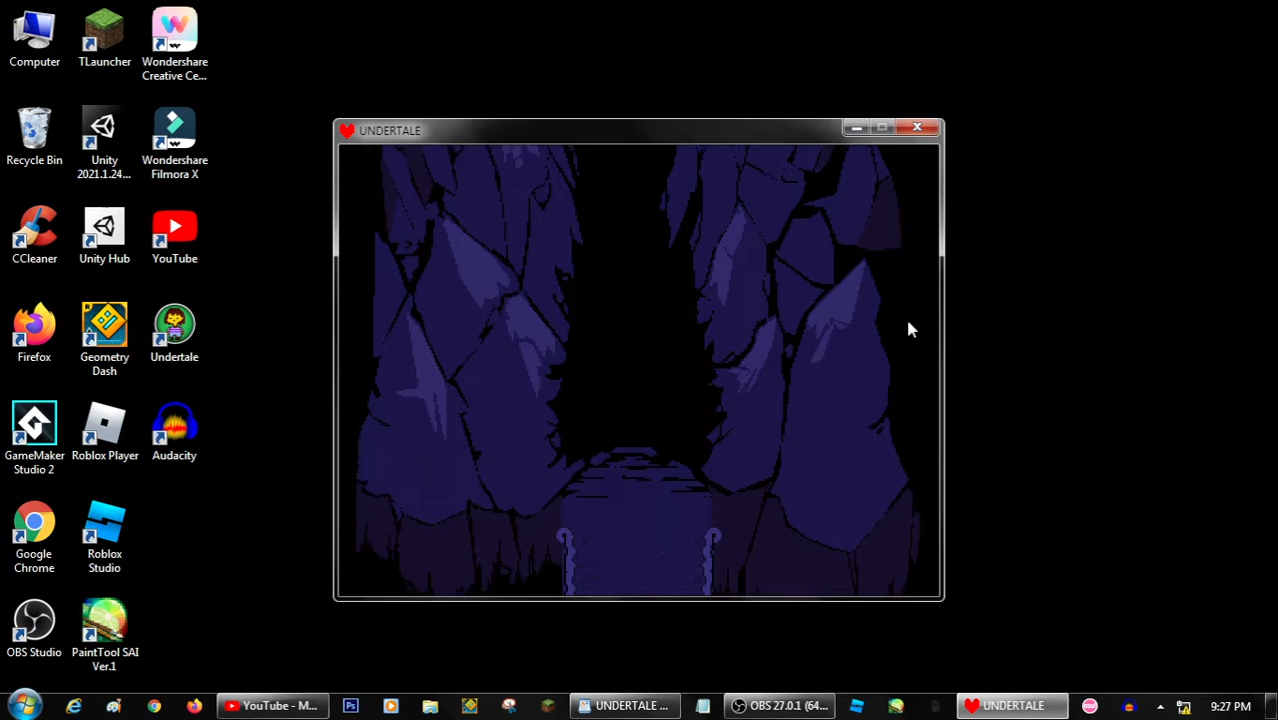 Computer
TLauncher
Wondershare
Creative Ce...
Recycle Bin
Unity
2021.1.24...
Wondershare
Filmora X
CCleaner
Unity Hub
YouTube
Firefox
Geometry
Dash
Undertale
GameMaker
Studio 2
Roblox Player
Audacity
Google
Chrome
Roblox
Studio
OBS Studio
PaintTool SAI
Ver.1
UNDERTALE
YouTube - M...
Ps
UNDERTALE ...
OBS 27.0.1 (64...
UNDERTALE
9:27 PM